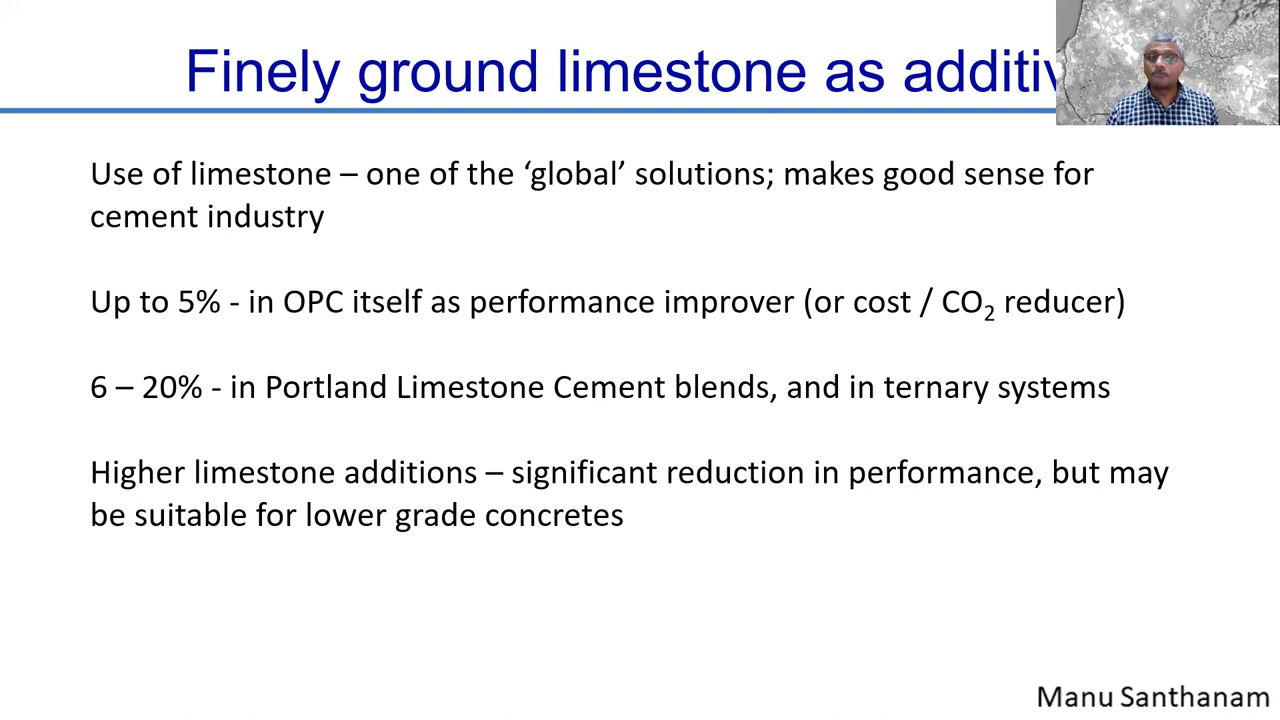 Finely ground limestone as additiv
Use of limestone – one of the ‘global’ solutions; makes good sense for
cement industry
Up to 5% - in OPC itself as performance improver (or cost / CO₂ reducer)
6 – 20% - in Portland Limestone Cement blends, and in ternary systems
Higher limestone additions – significant reduction in performance, but may
be suitable for lower grade concretes
Manu Santhanam